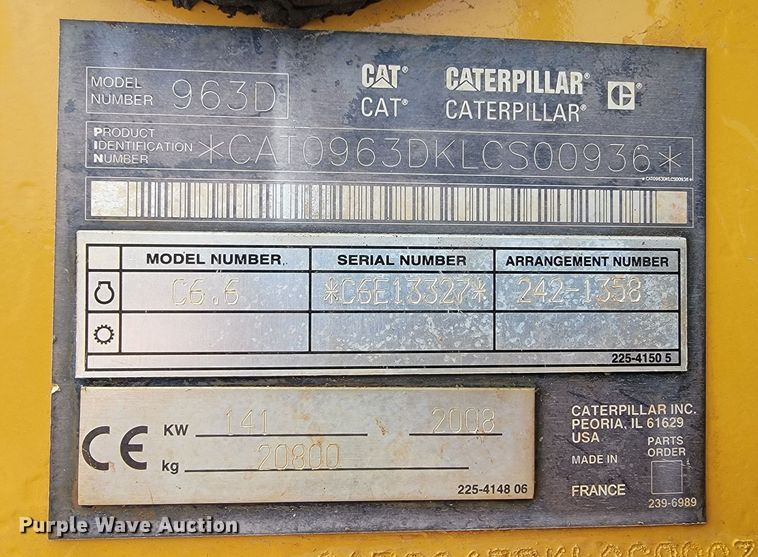 MODEL NUMBER 963D
CAT® CATERPILLAR®
CAT® CATERPILLAR®
C
PRODUCT IDENTIFICATION NUMBER *CAT0963DKLCS00936*
*CAT0963DKLCS00936*
MODEL NUMBER SERIAL NUMBER ARRANGEMENT NUMBER
C6.6 *C6E13327* 242-1358
225-4150 5
CE
KW 141 2008
kg 20800
225-4148 06
CATERPILLAR INC.
PEORIA, IL 61629
USA
PARTS ORDER
MADE IN
FRANCE
239-6989
Purple Wave Auction